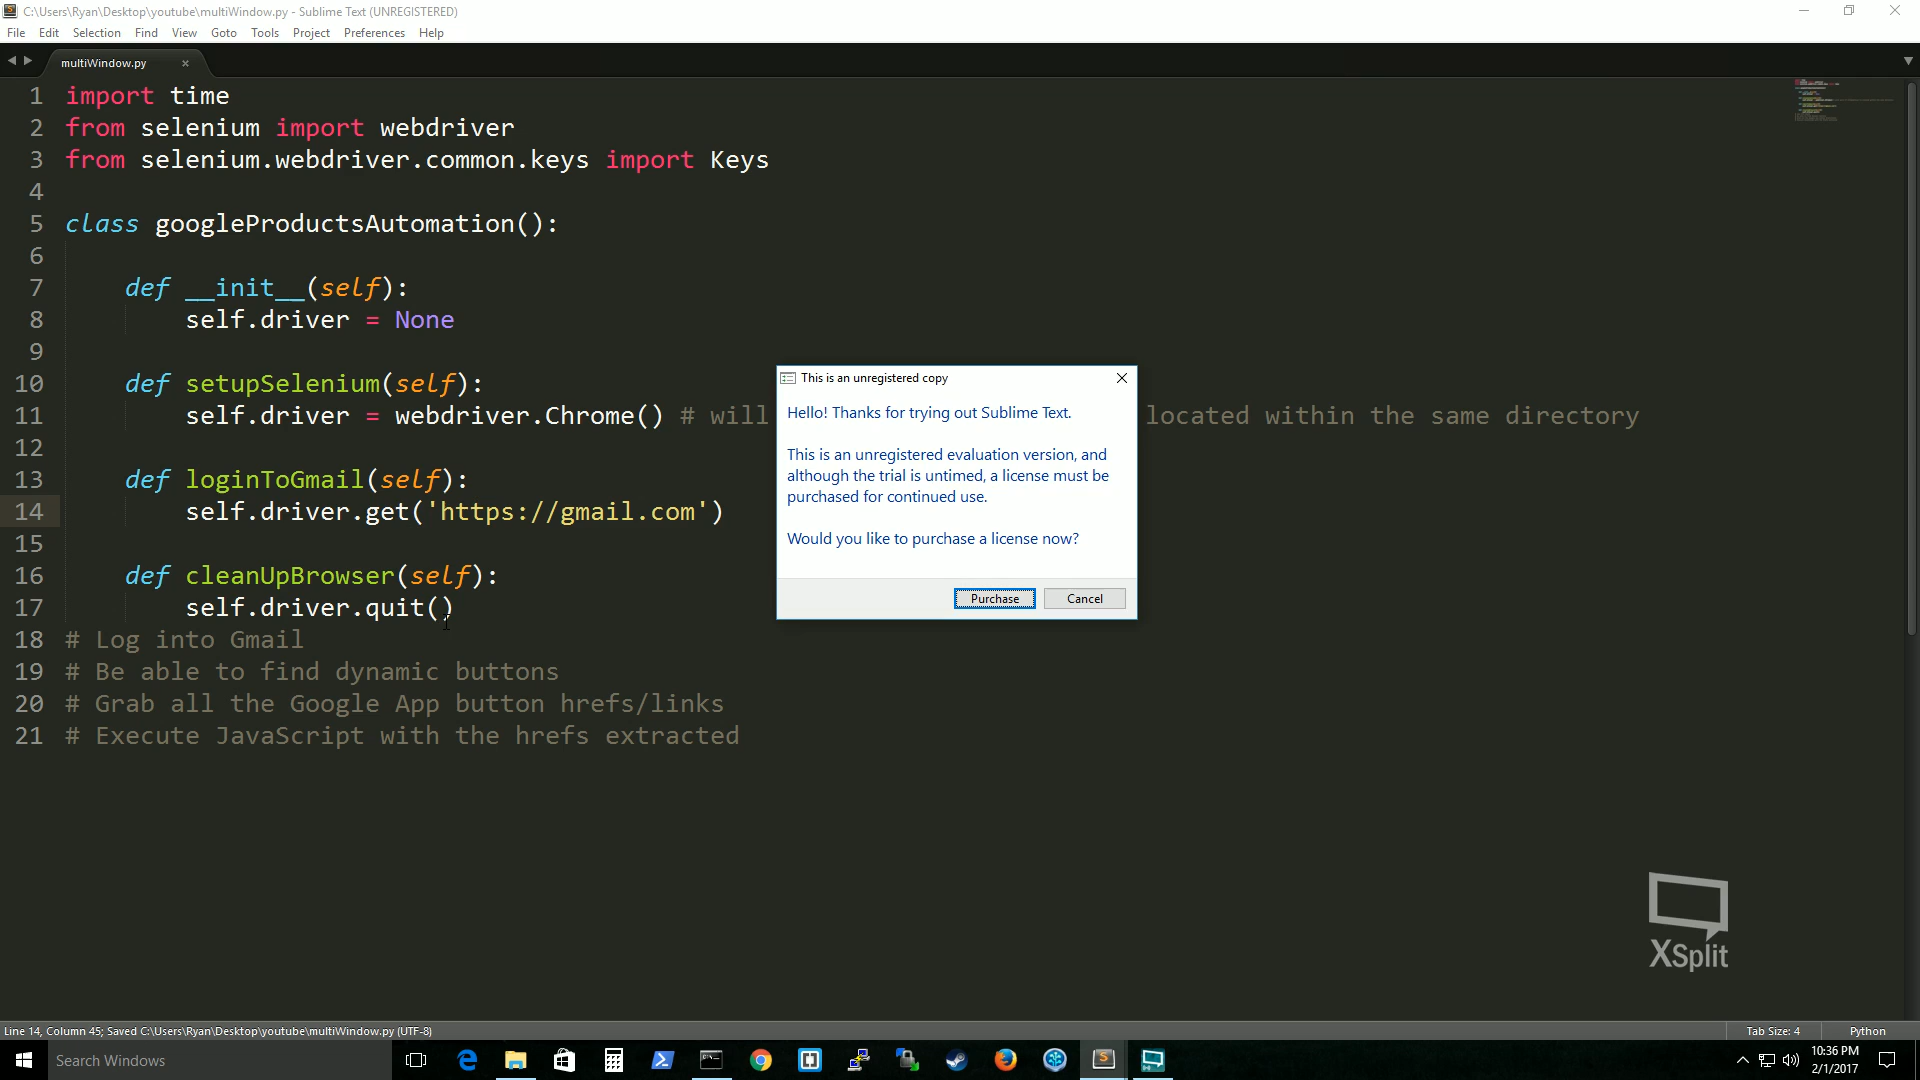 C:\Users\Ryan\Desktop\youtube\multiWindow.py - Sublime Text (UNREGISTERED)
File Edit Selection Find View Goto Tools Project Preferences Help
multiWindow.py
1 import time
2 from selenium import webdriver
3 from selenium.webdriver.common.keys import Keys
4
5 class googleProductsAutomation():
6
7 def __init__(self):
8 self.driver = None
9
10 def setupSelenium(self):
11 self.driver = webdriver.Chrome() # will located within the same directory
12
13 def loginToGmail(self):
14 self.driver.get('https://gmail.com')
15
16 def cleanUpBrowser(self):
17 self.driver.quit()
18 # Log into Gmail
19 # Be able to find dynamic buttons
20 # Grab all the Google App button hrefs/links
21 # Execute JavaScript with the hrefs extracted
This is an unregistered copy
Hello! Thanks for trying out Sublime Text.
This is an unregistered evaluation version, and
although the trial is untimed, a license must be
purchased for continued use.
Would you like to purchase a license now?
Purchase Cancel
XSplit
Line 14, Column 45; Saved C:\Users\Ryan\Desktop\youtube\multiWindow.py (UTF-8)
Tab Size: 4 Python
Search Windows
10:36 PM
2/1/2017